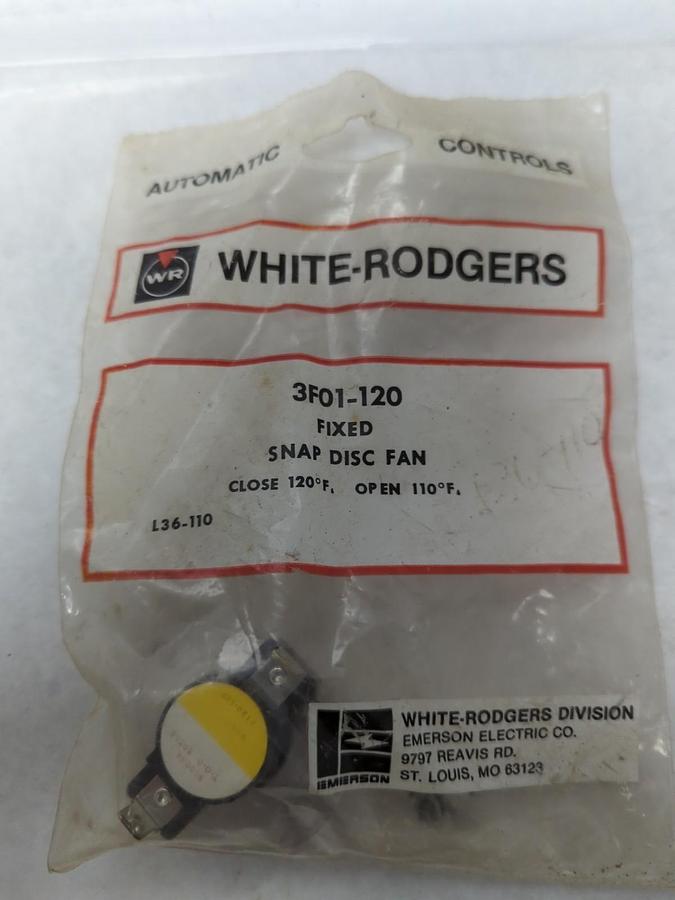 AUTOMATIC CONTROLS
WR WHITE-RODGERS
3F01-120
FIXED
SNAP DISC FAN
CLOSE 120°F. OPEN 110°F.
L36-110
WHITE-RODGERS DIVISION
EMERSON ELECTRIC CO.
9797 REAVIS RD.
ST. LOUIS, MO 63123
EMERSON